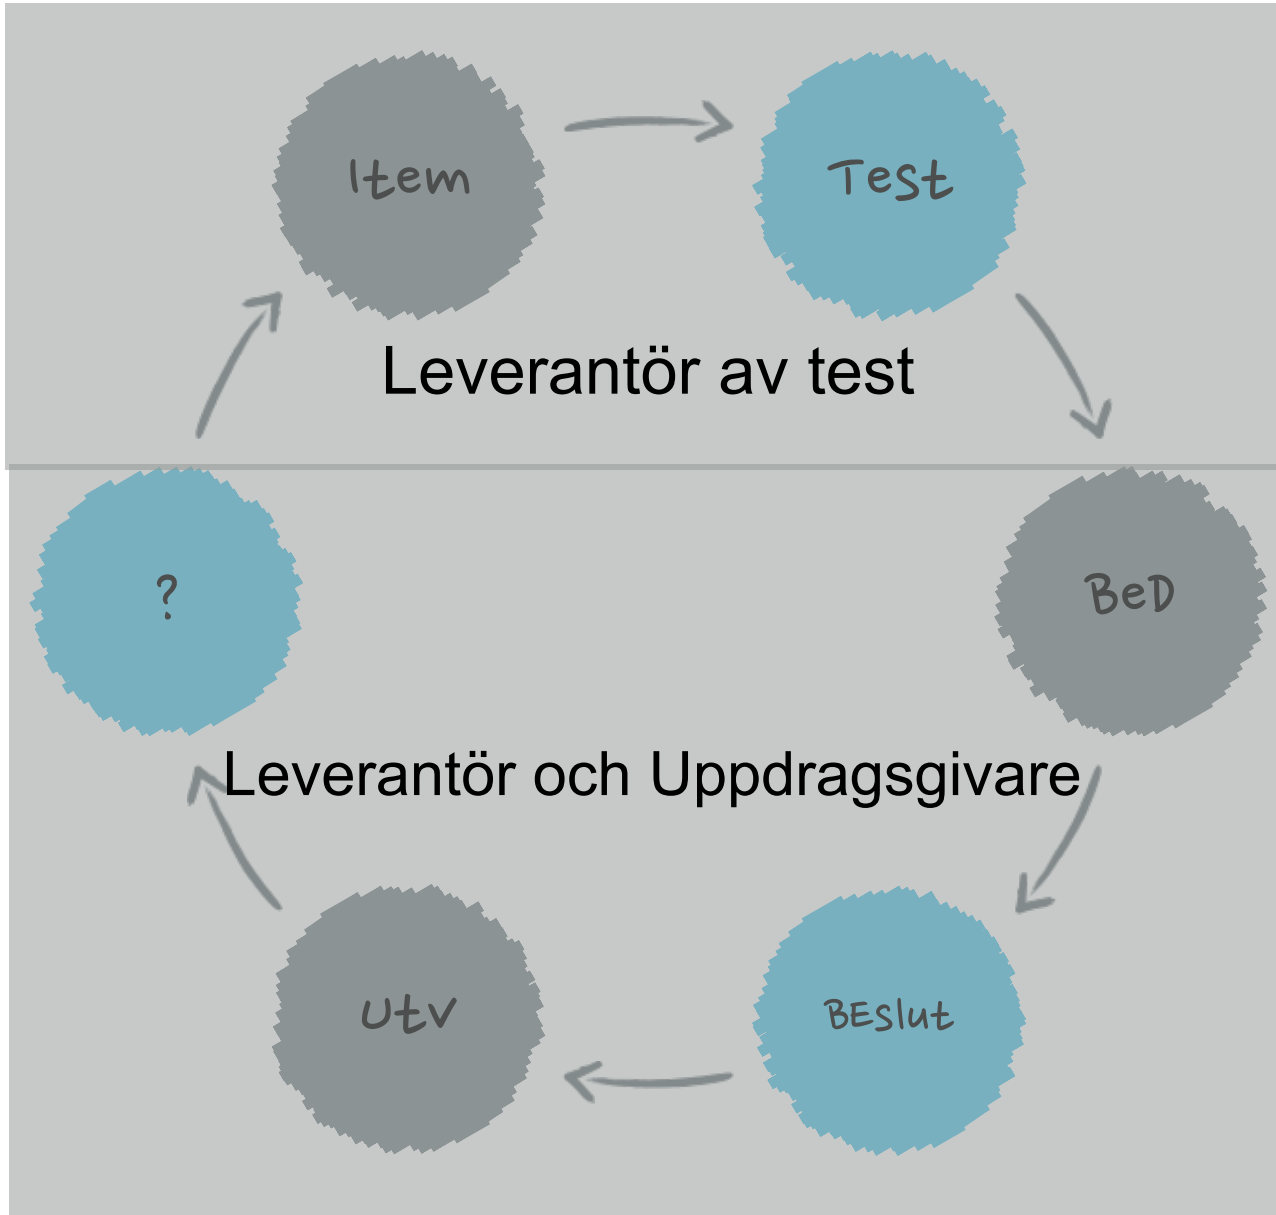 Item
Test
Leverantör av test
?
BeD
Leverantör och Uppdragsgivare
Utv
BEslut